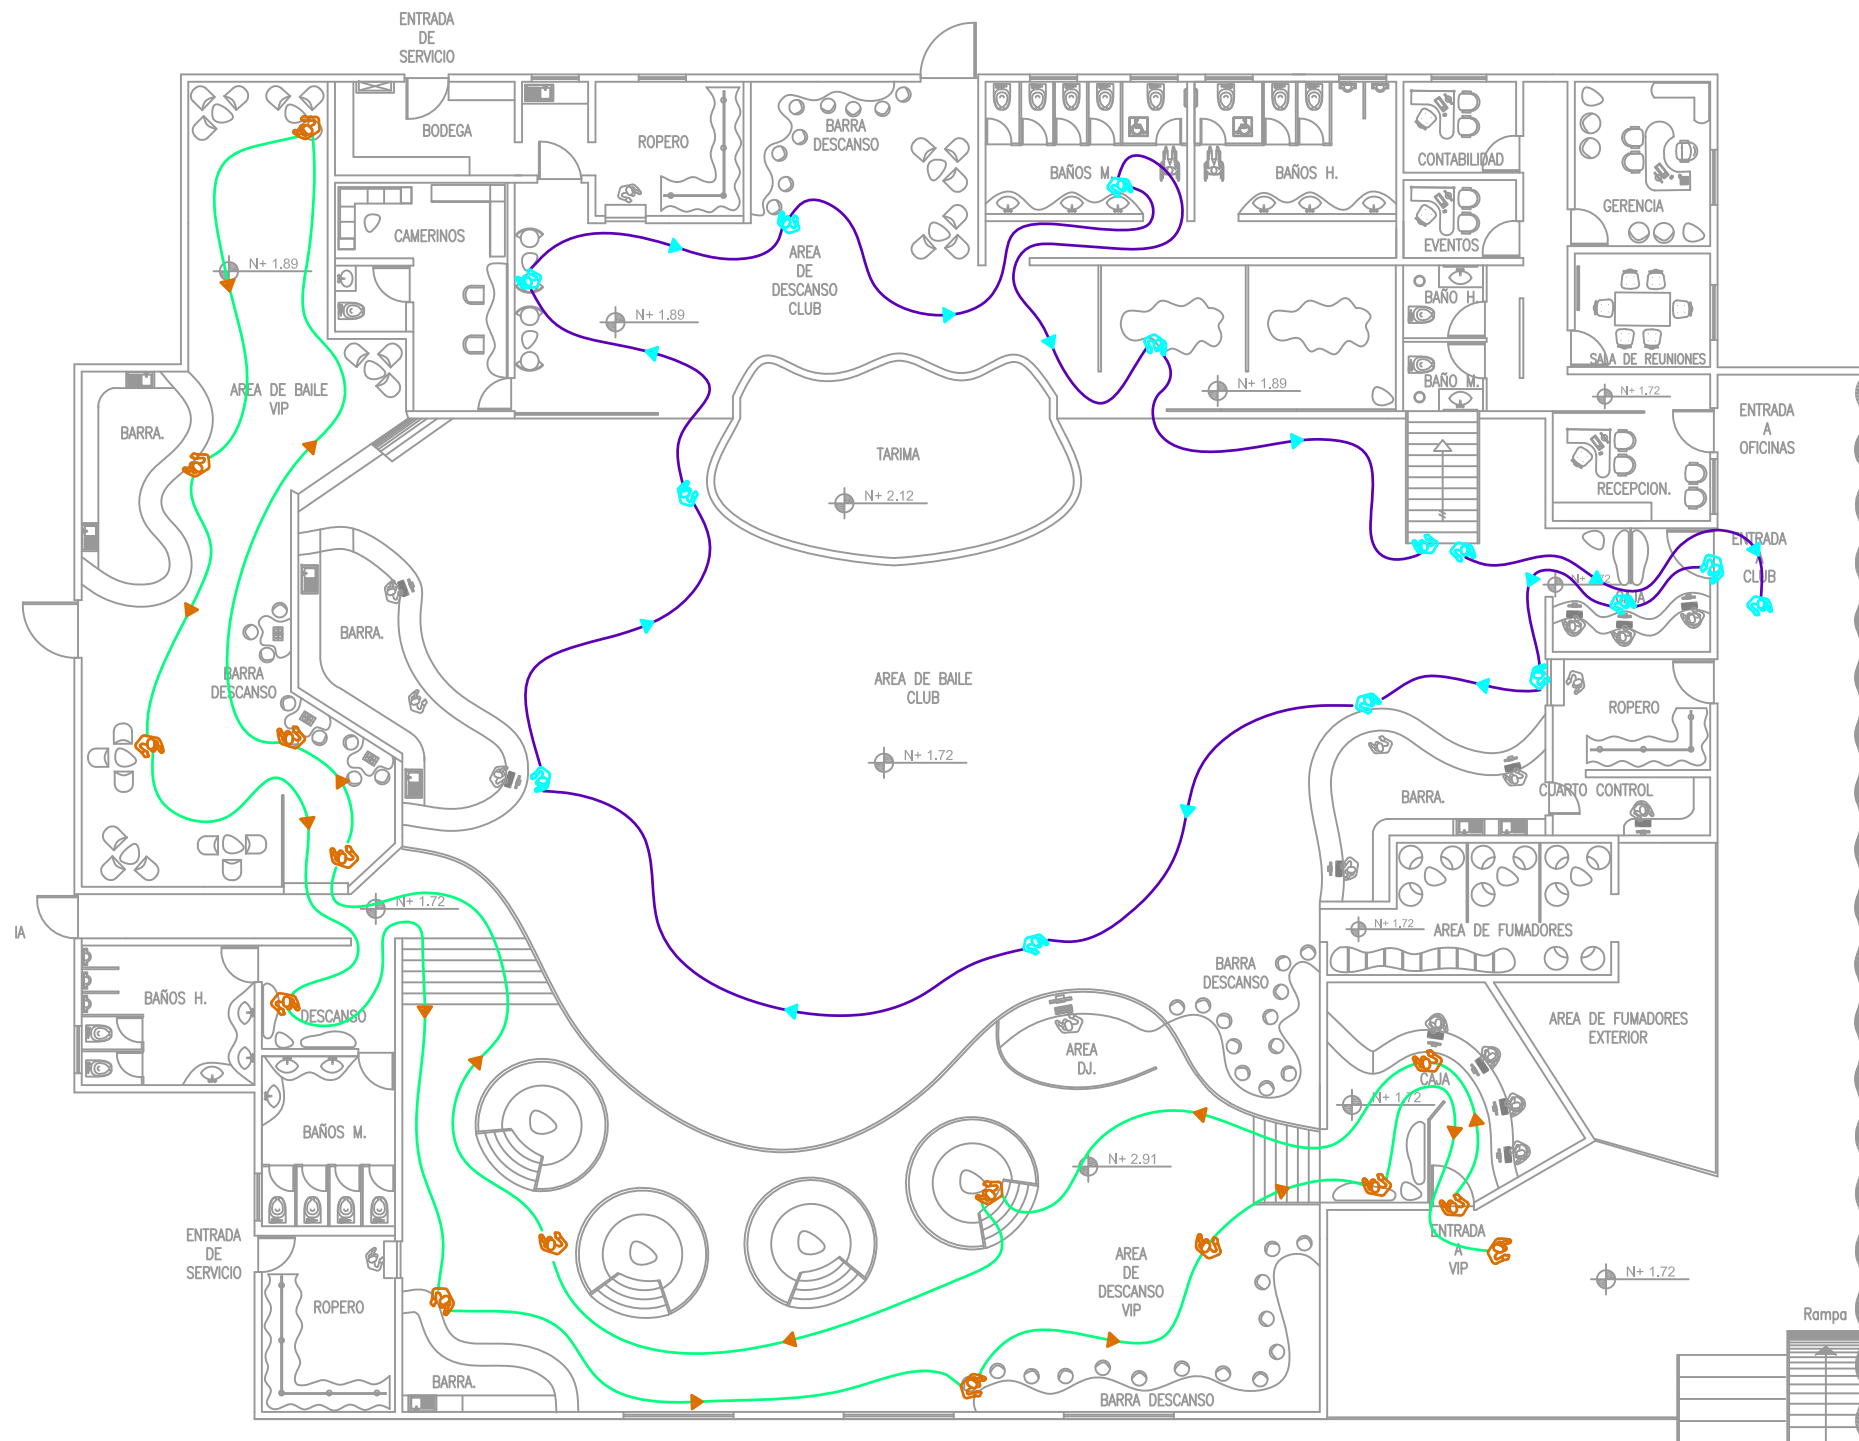 ENTRADA
DE
SERVICIO
BODEGA
ROPERO
BARRA
DESCANSO
BAÑOS M.
BAÑOS H.
CONTABILIDAD
GERENCIA
EVENTOS
CAMERINOS
N+ 1.89
AREA
DE
DESCANSO
CLUB
N+ 1.89
BAÑO H.
SALA DE REUNIONES
BAÑO M.
N+ 1.89
N+ 1.72
AREA DE BAILE
VIP
BARRA.
ENTRADA
A
OFICINAS
TARIMA
N+ 2.12
RECEPCION.
ENTRADA
A
CLUB
BARRA.
BARRA
DESCANSO
AREA DE BAILE
CLUB
N+ 1.72
ROPERO
CUARTO CONTROL
BARRA.
N+ 1.72
IA
N+ 1.72
AREA DE FUMADORES
BARRA
DESCANSO
BAÑOS H.
DESCANSO
AREA DE FUMADORES
EXTERIOR
AREA
DJ.
CAJA
N+ 1.72
BAÑOS M.
N+ 2.91
ENTRADA
DE
SERVICIO
ENTRADA
A
VIP
AREA
DE
DESCANSO
VIP
N+ 1.72
ROPERO
Rampa
BARRA.
BARRA DESCANSO